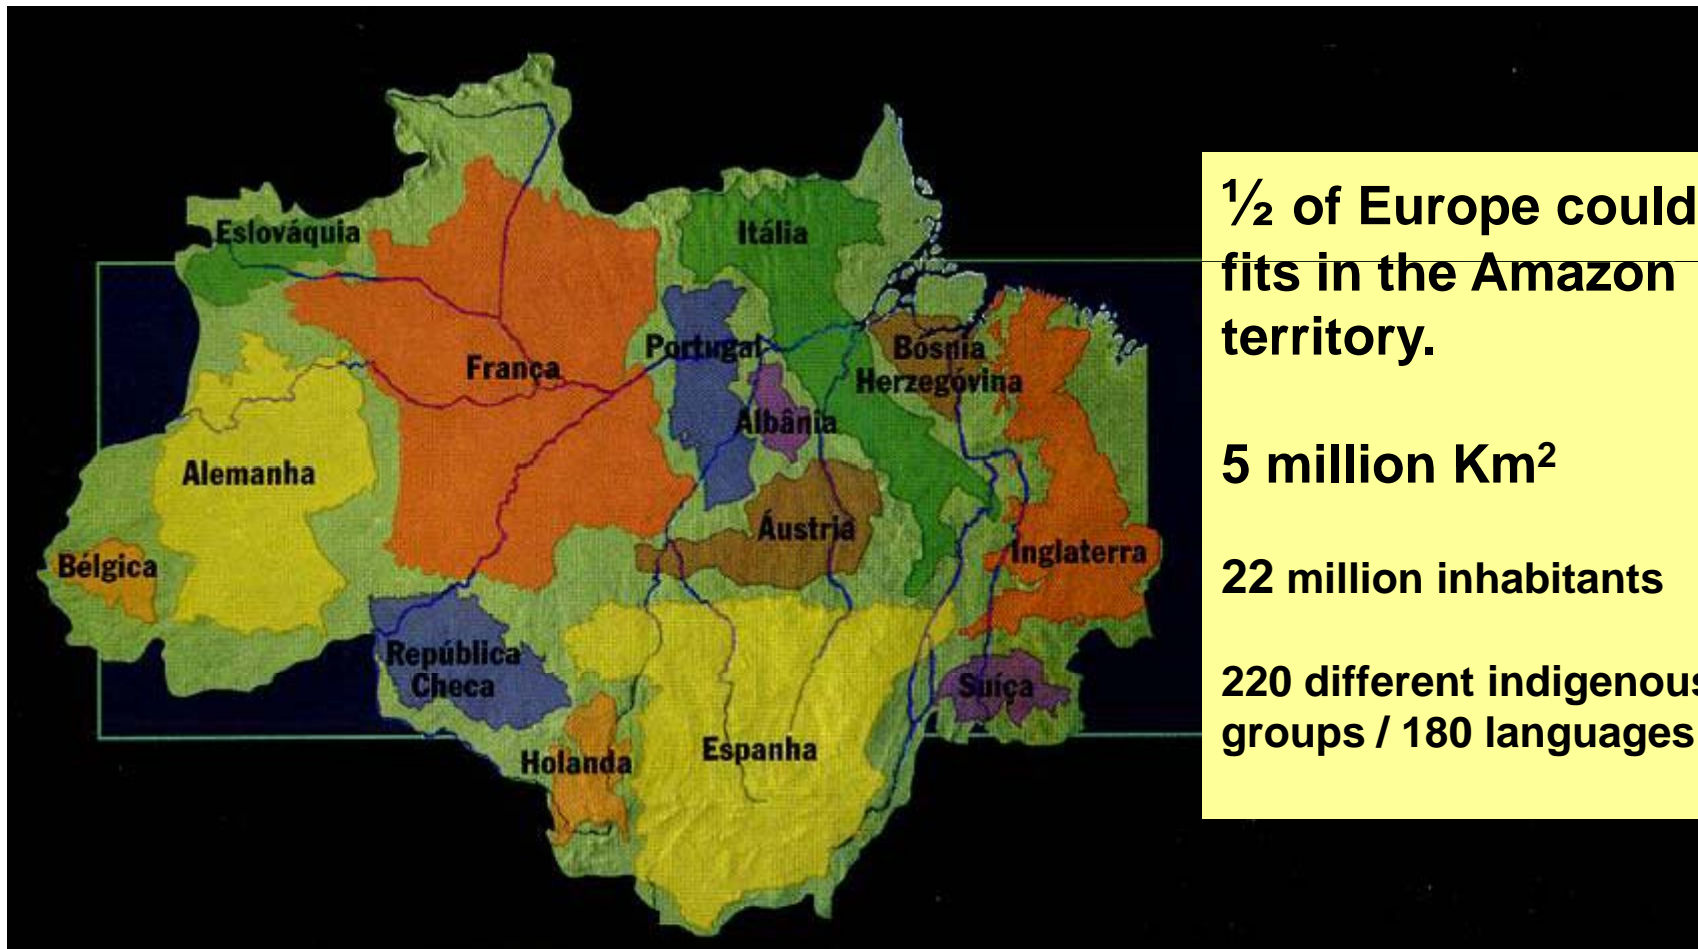 Eslováquia
Itália
França
Portugal
Bósnia
Herzegóvina
Albânia
Alemanha
Áustria
Inglaterra
Bélgica
República
Checa
Suíça
Holanda
Espanha
½ of Europe could
fits in the Amazon
territory.
5 million Km²
22 million inhabitants
220 different indigenous
groups / 180 languages